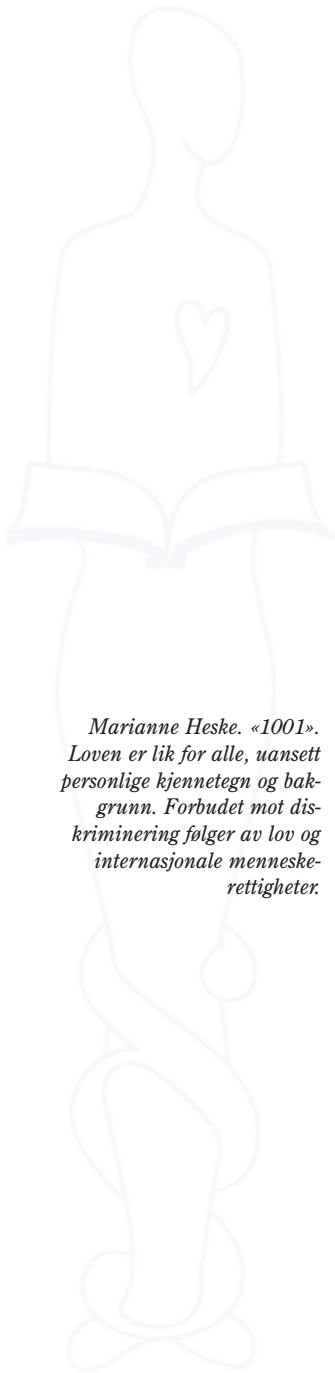 Marianne Heske. «1001».
Loven er lik for alle, uansett
personlige kjennetegn og bak-
grunn. Forbudet mot dis-
kriminering følger av lov og
internasjonale menneske-
rettigheter.